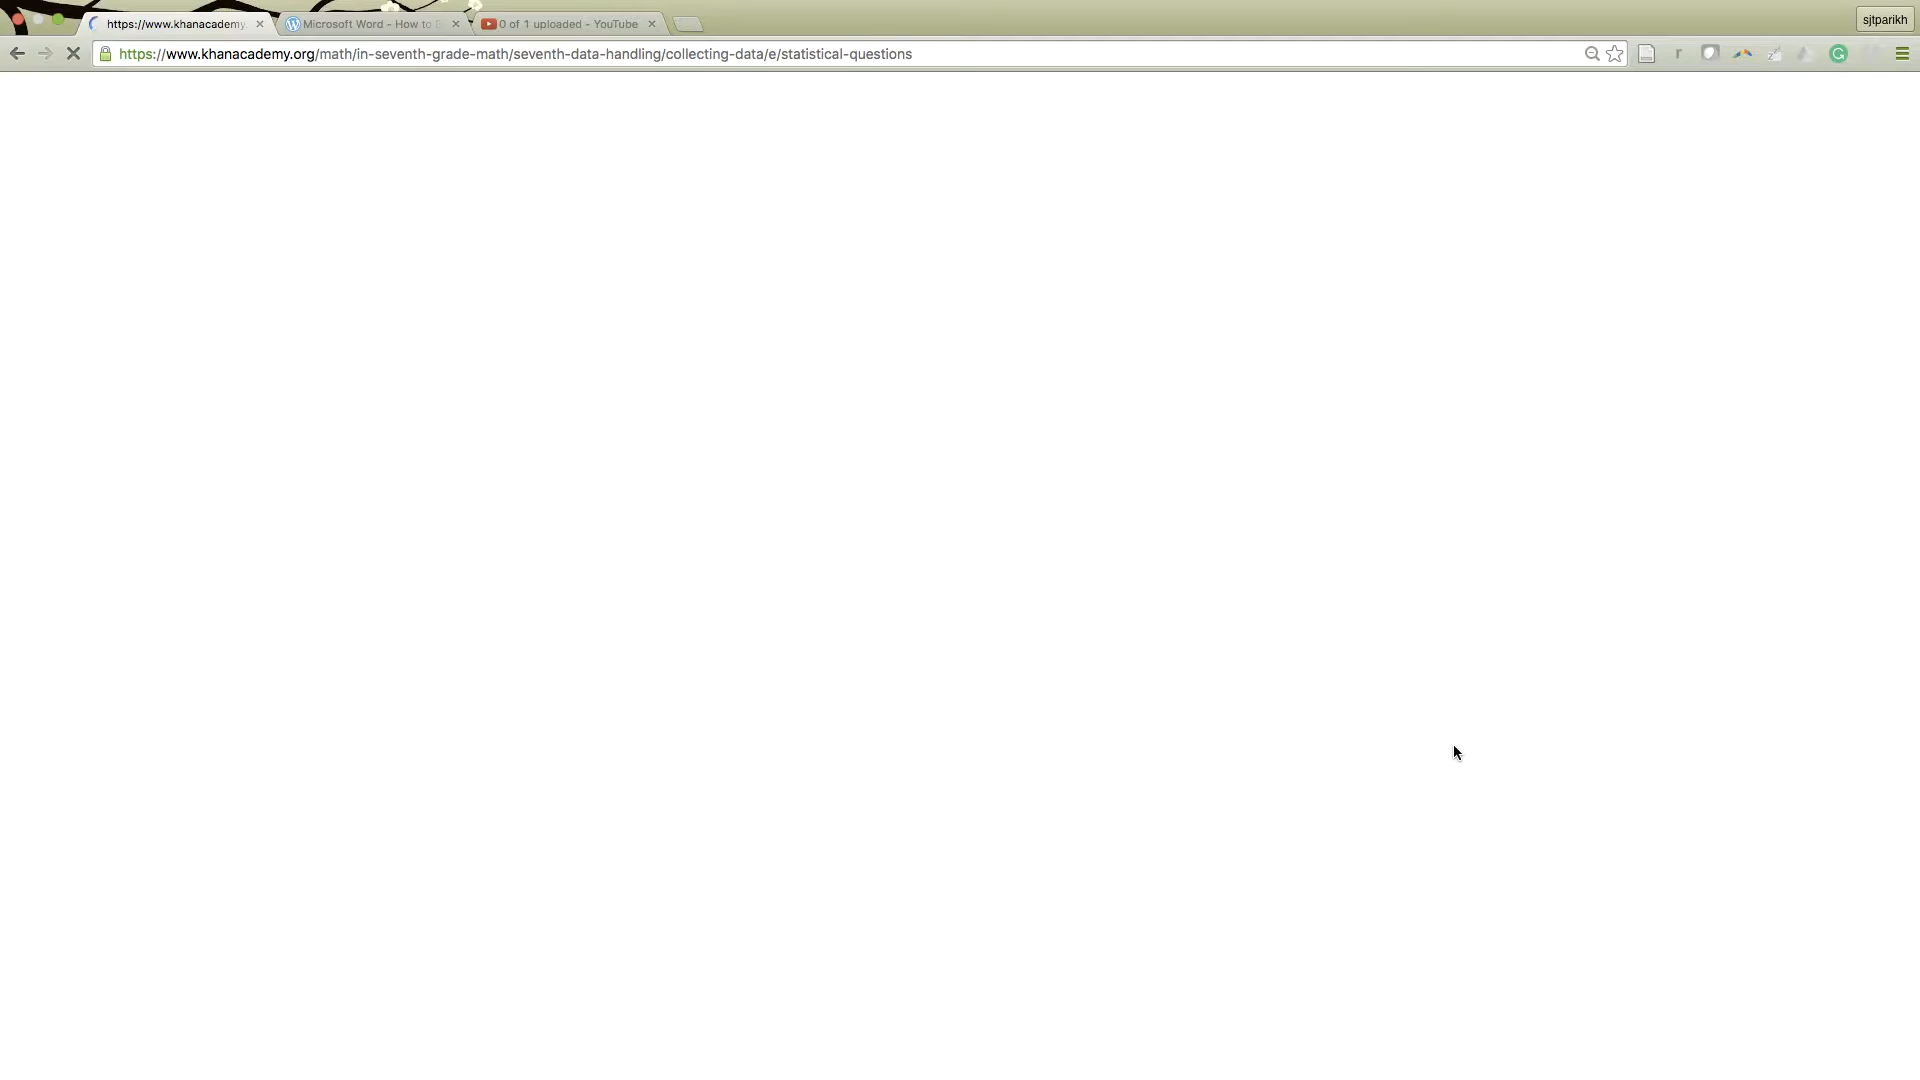 https://www.khanacademy.
Microsoft Word - How to
0 of 1 uploaded - YouTube
sjtparikh
https://www.khanacademy.org/math/in-seventh-grade-math/seventh-data-handling/collecting-data/e/statistical-questions